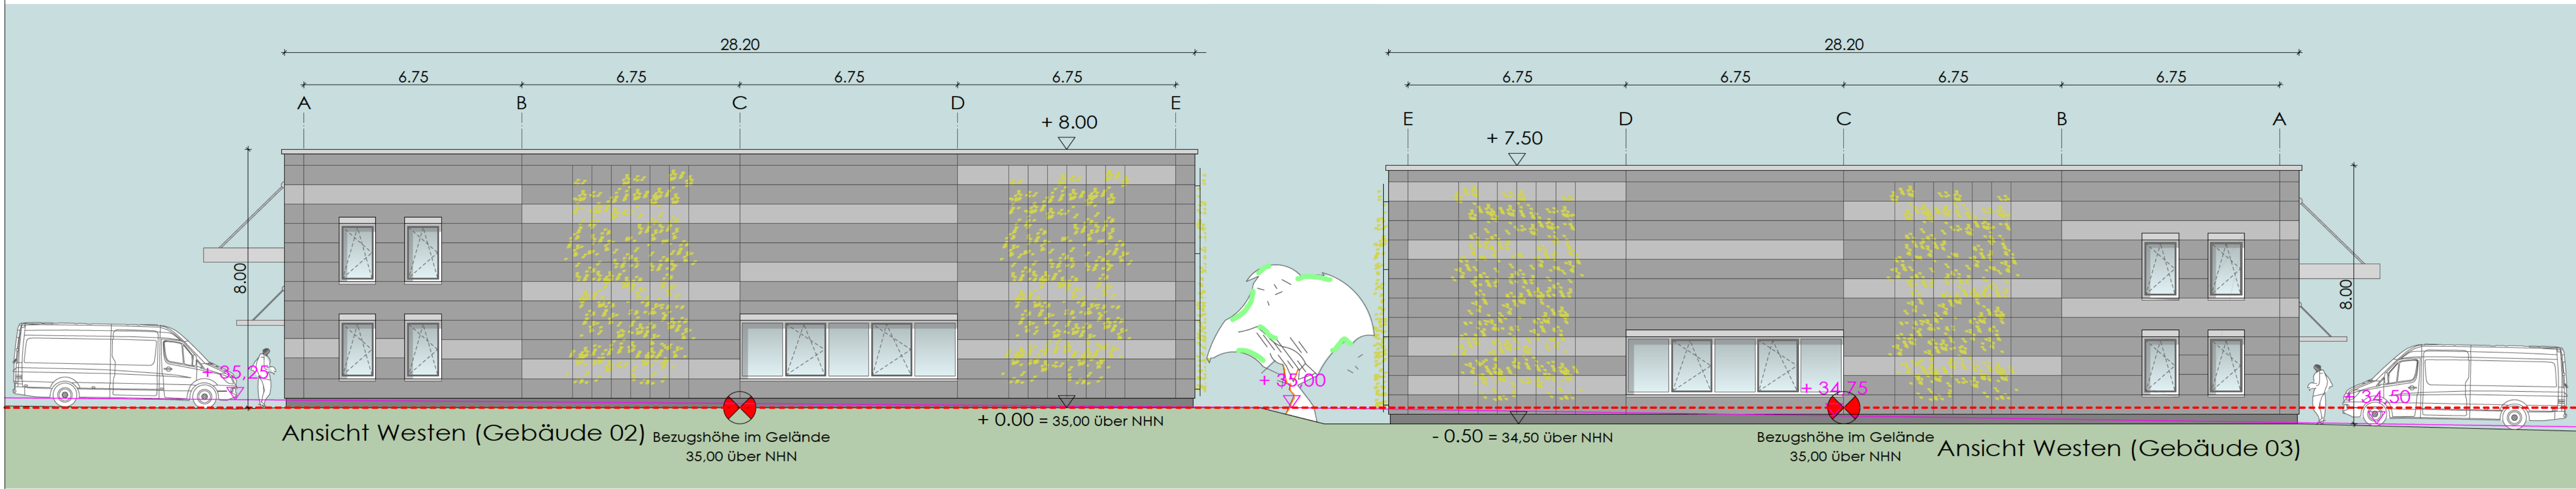 28.20
28.20
6.75 6.75 6.75 6.75
6.75 6.75 6.75 6.75
A B C D E
E D C B A
+ 8.00
+ 7.50
8.00
8.00
+ 35,25
+ 35,00
+ 34,75
+ 34,50
+ 0.00 = 35,00 über NHN
- 0.50 = 34,50 über NHN
Ansicht Westen (Gebäude 02)
Bezugshöhe im Gelände
35,00 über NHN
Bezugshöhe im Gelände
35,00 über NHN
Ansicht Westen (Gebäude 03)